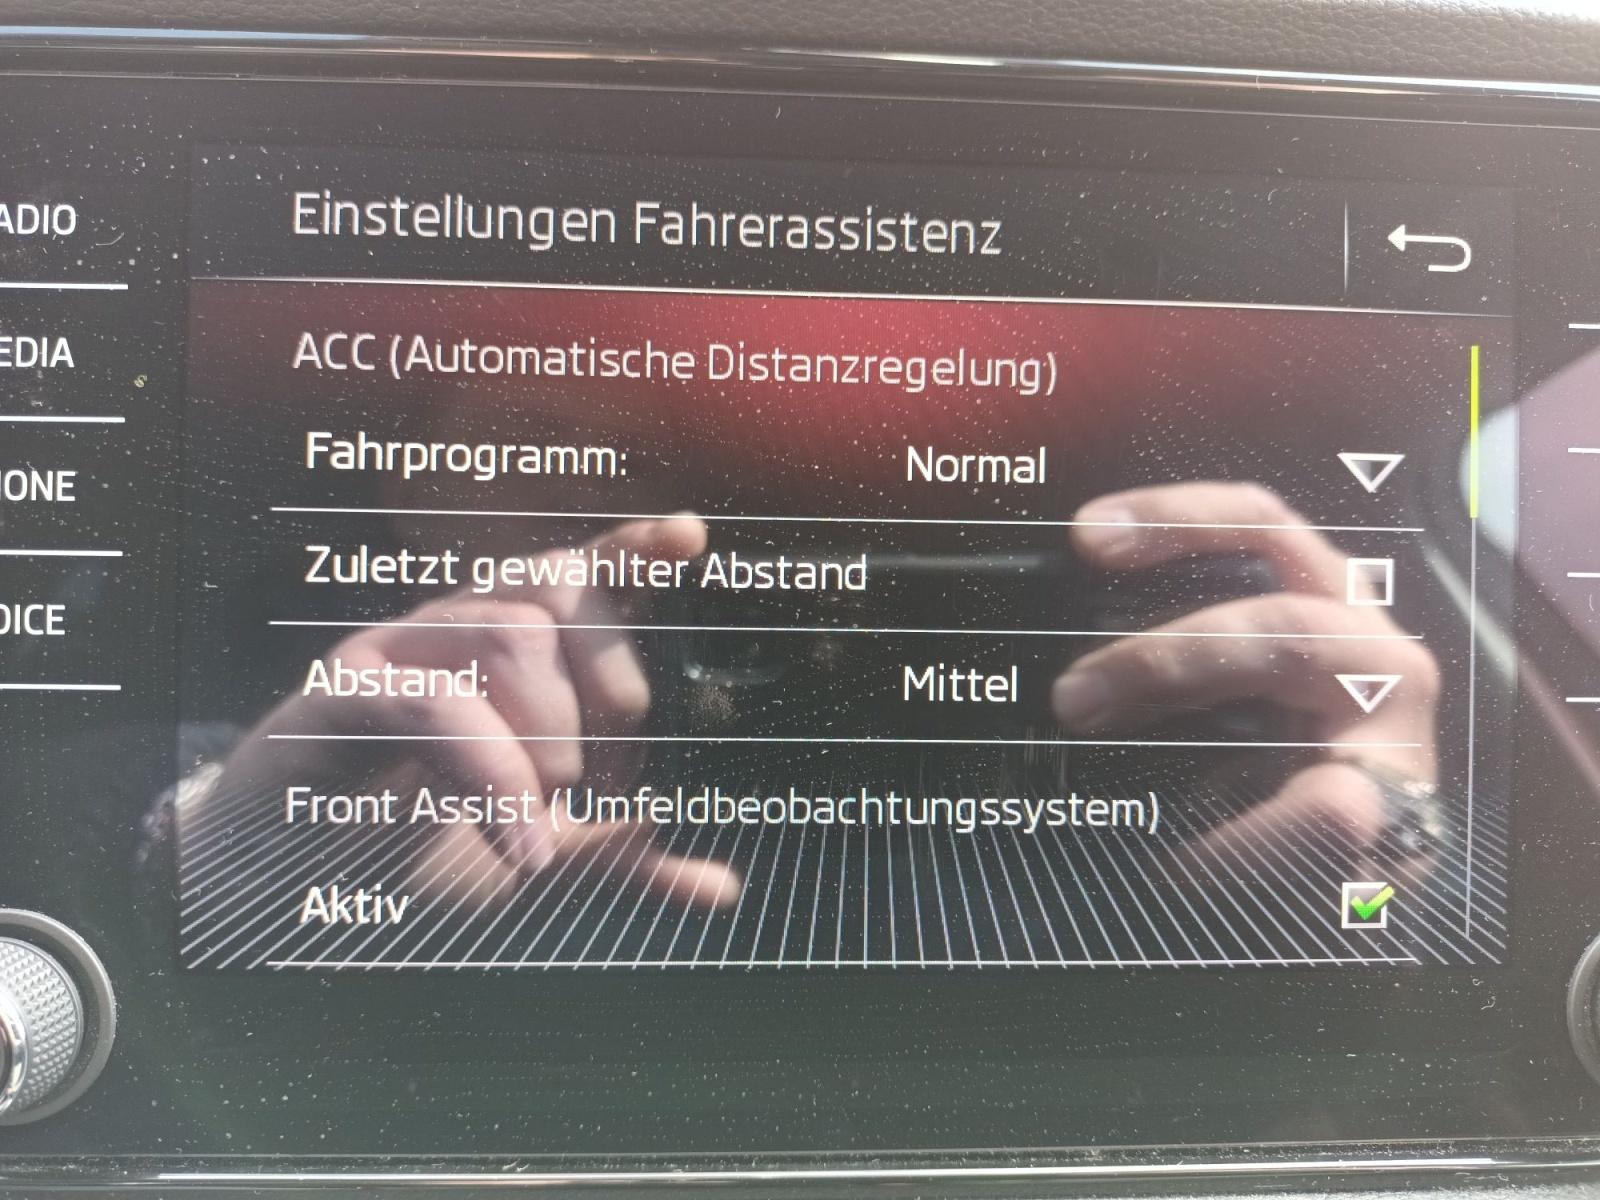 Einstellungen Fahrerassistenz
ACC (Automatische Distanzregelung)
Fahrprogramm: Normal
Zuletzt gewählter Abstand
Abstand: Mittel
Front Assist (Umfeldbeobachtungssystem)
Aktiv
ADIO
EDIA
ONE
OICE